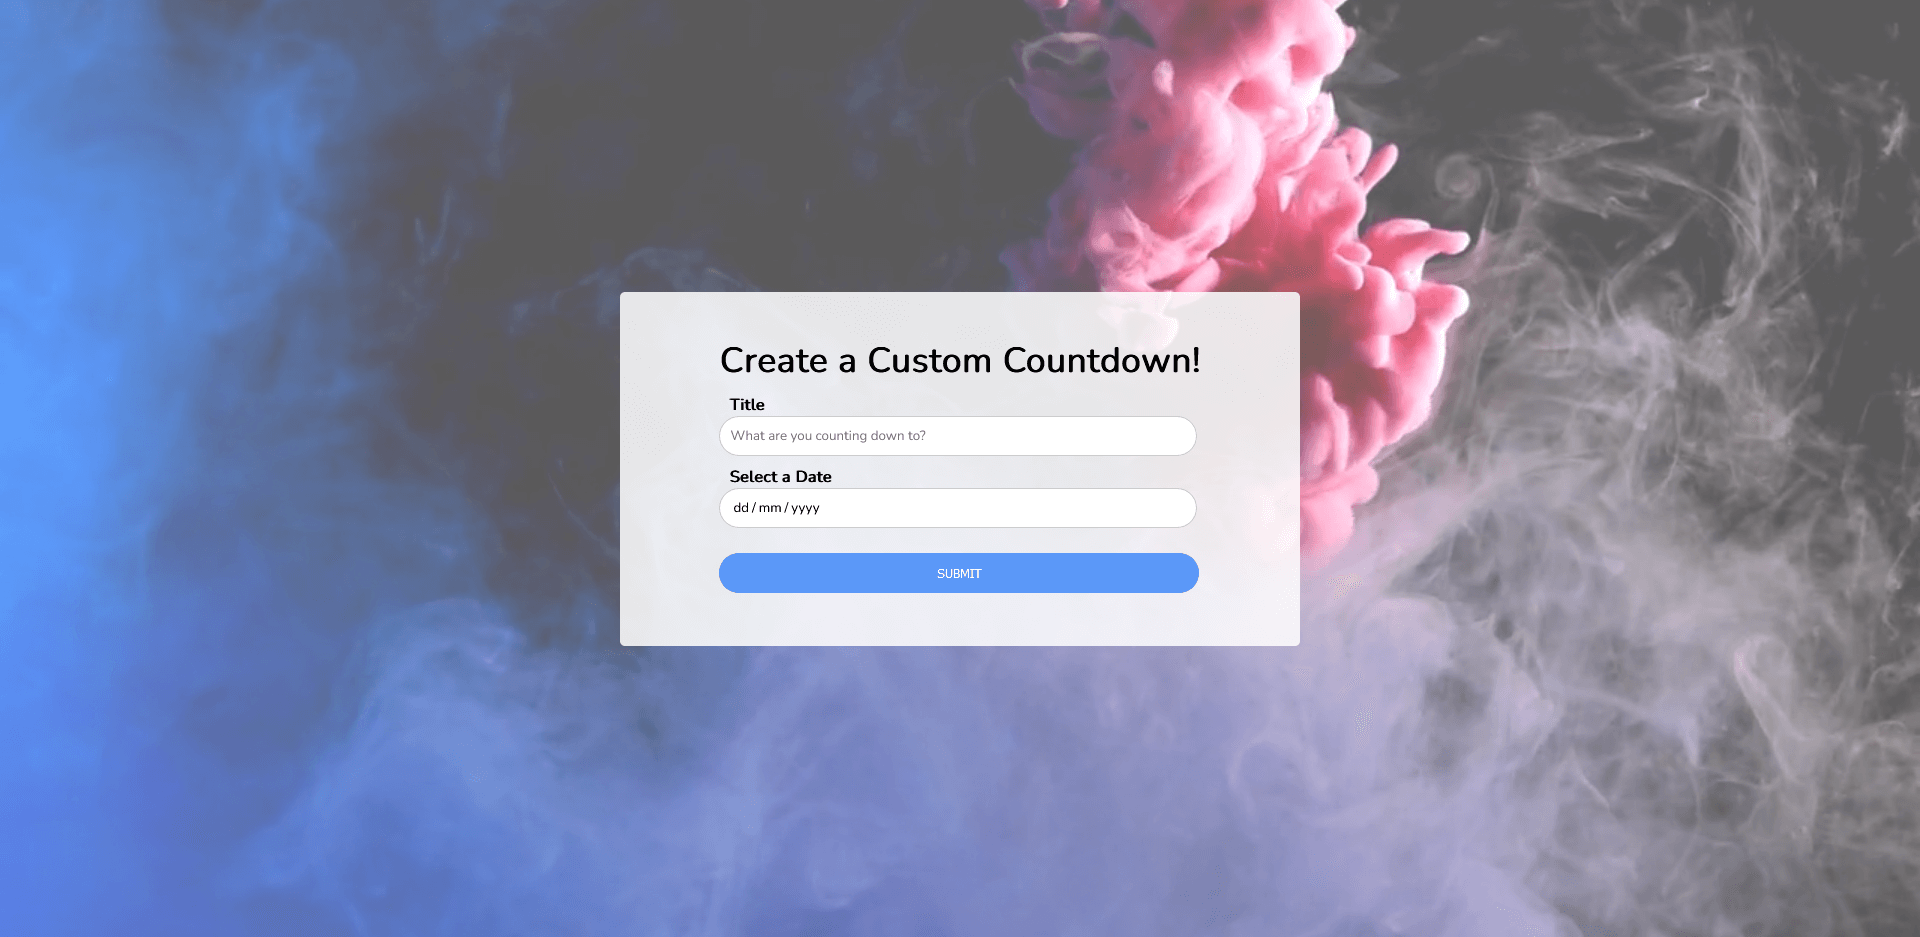 Create a Custom Countdown!
Title
What are you counting down to?
Select a Date
dd / mm / yyyy
SUBMIT